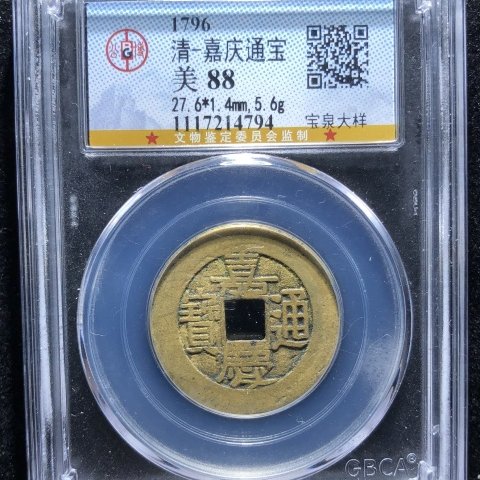 1796
清-嘉庆通宝
美 88
27.6*1.4mm,5.6g
1117214794
宝泉大样
文物鉴定委员会监制
嘉慶通寶
GBCA